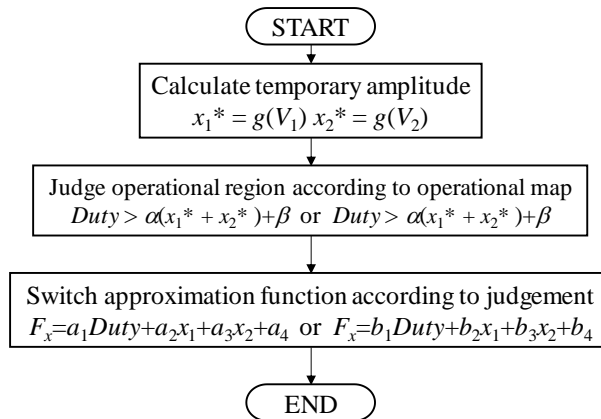 START
Calculate temporary amplitude
x₁* = g(V₁) x₂* = g(V₂)
Judge operational region according to operational map
Duty > α(x₁* + x₂* )+β or Duty > α(x₁* + x₂* )+β
Switch approximation function according to judgement
Fₓ=a₁Duty+a₂x₁+a₃x₂+a₄ or Fₓ=b₁Duty+b₂x₁+b₃x₂+b₄
END